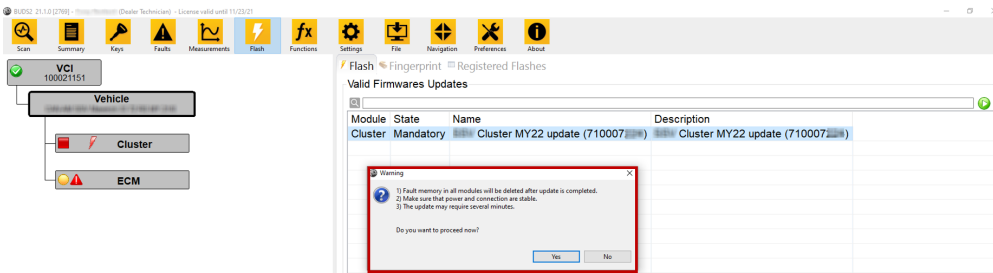 BUDS2 21.1.0 [2769] - (Dealer Technician) - License valid until 11/23/21
Scan Summary Keys Faults Measurements Flash Functions Settings File Navigation Preferences About
VCI
100021151
Vehicle
Cluster
ECM
Flash Fingerprint Registered Flashes
Valid Firmwares Updates
Module State Name Description
Cluster Mandatory Cluster MY22 update (710007 ) Cluster MY22 update (710007 )
Warning
1) Fault memory in all modules will be deleted after update is completed.
2) Make sure that power and connection are stable.
3) The update may require several minutes.
Do you want to proceed now?
Yes No